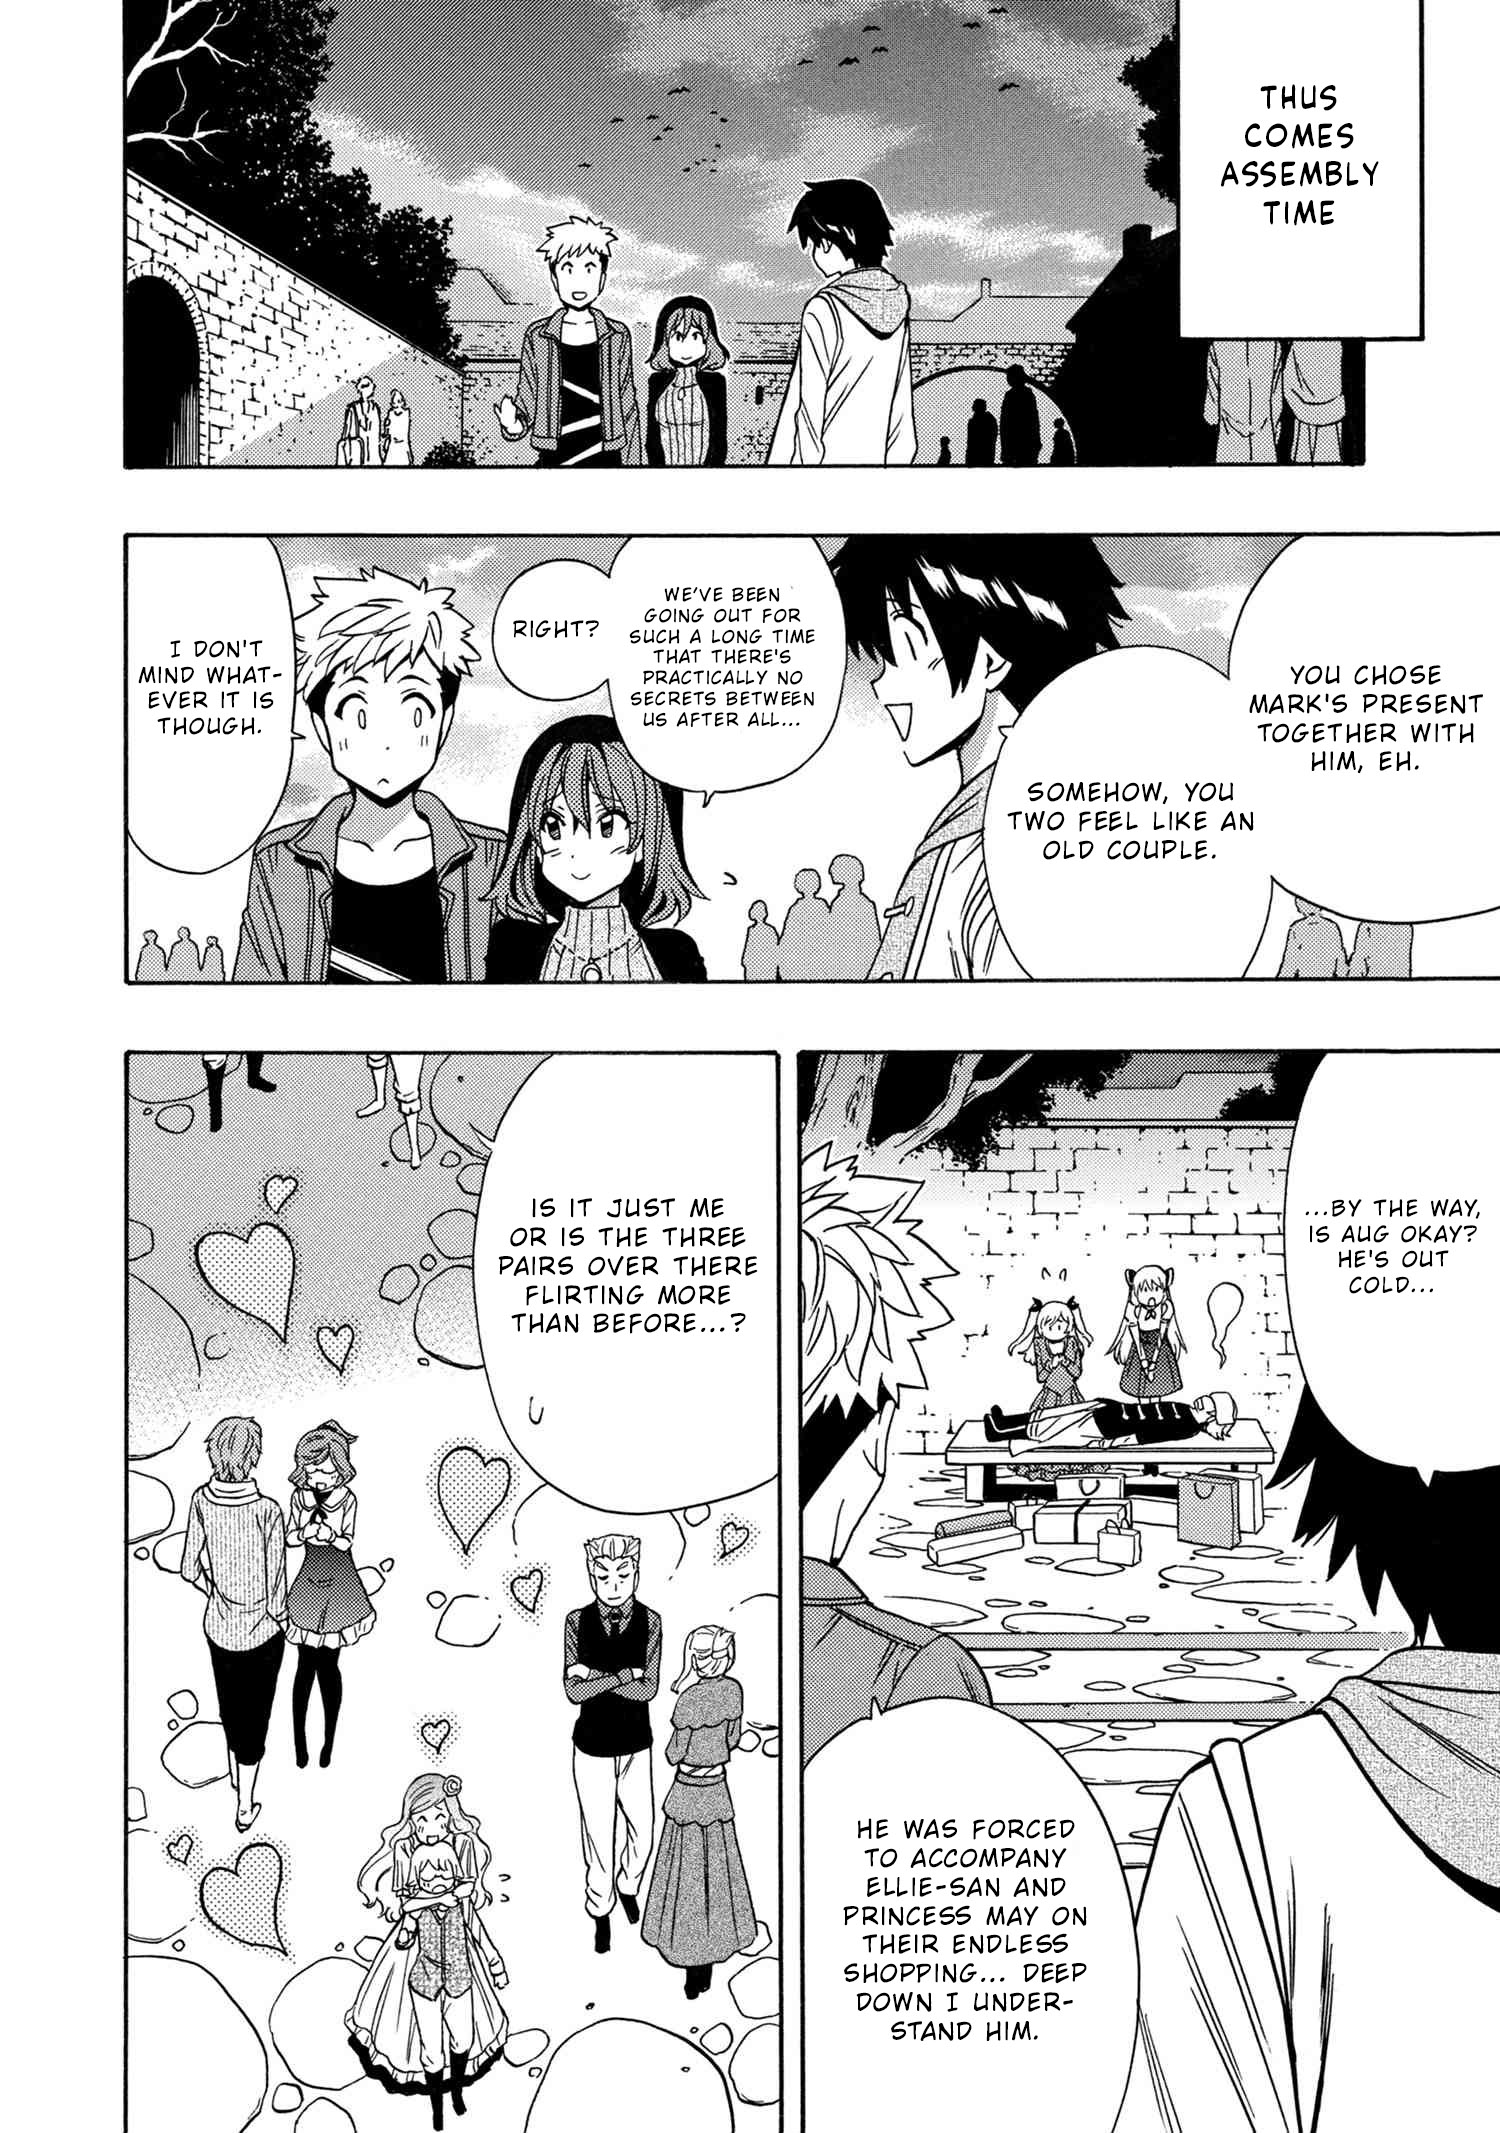 THUS
COMES
ASSEMBLY
TIME
YOU CHOSE
MARK'S PRESENT
TOGETHER WITH
HIM, EH.
SOMEHOW, YOU
TWO FEEL LIKE AN
OLD COUPLE.
WE'VE BEEN
GOING OUT FOR
SUCH A LONG TIME
THAT THERE'S
PRACTICALLY NO
SECRETS BETWEEN
US AFTER ALL...
RIGHT?
I DON'T
MIND WHAT-
EVER IT IS
THOUGH.
...BY THE WAY,
IS AUG OKAY?
HE'S OUT
COLD...
HE WAS FORCED
TO ACCOMPANY
ELLIE-SAN AND
PRINCESS MAY ON
THEIR ENDLESS
SHOPPING... DEEP
DOWN I UNDER-
STAND HIM.
IS IT JUST ME
OR IS THE THREE
PAIRS OVER THERE
FLIRTING MORE
THAN BEFORE...?